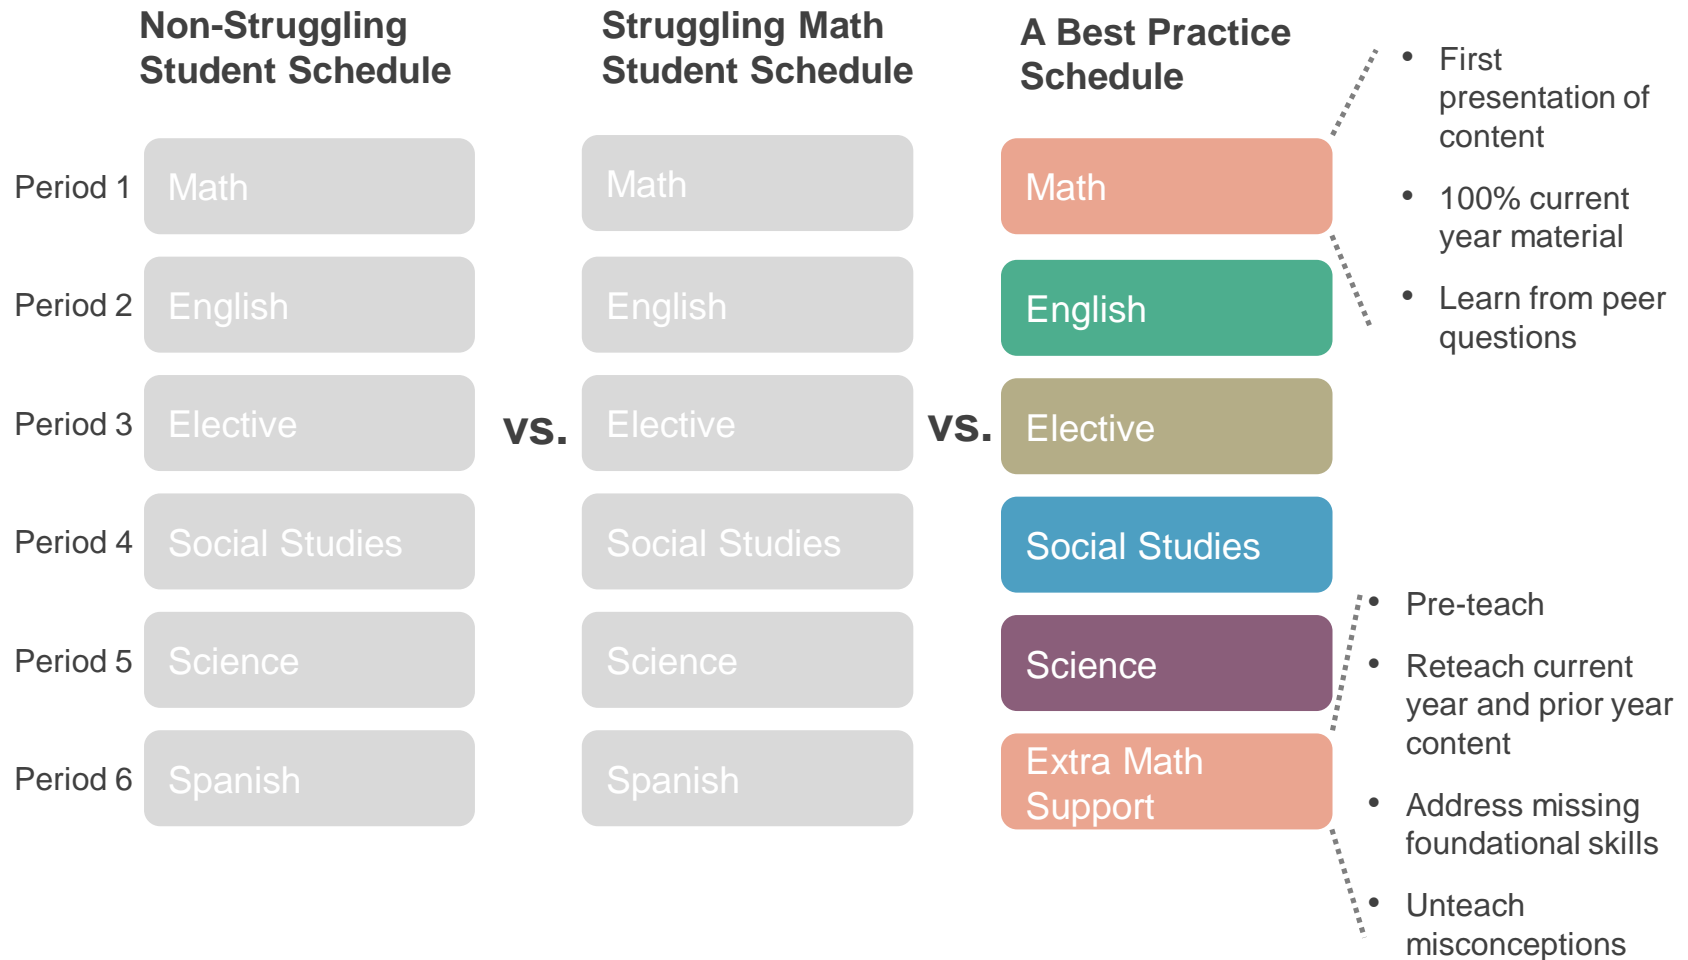 Non-Struggling
Student Schedule
Struggling Math
Student Schedule
A Best Practice
Schedule
Period 1
Math
Math
Math
Period 2
English
English
English
Period 3
Elective
vs.
Elective
vs.
Elective
Period 4
Social Studies
Social Studies
Social Studies
Period 5
Science
Science
Science
Period 6
Spanish
Spanish
Extra Math
Support
• First
presentation of
content
• 100% current
year material
• Learn from peer
questions
• Pre-teach
• Reteach current
year and prior year
content
• Address missing
foundational skills
• Unteach
misconceptions